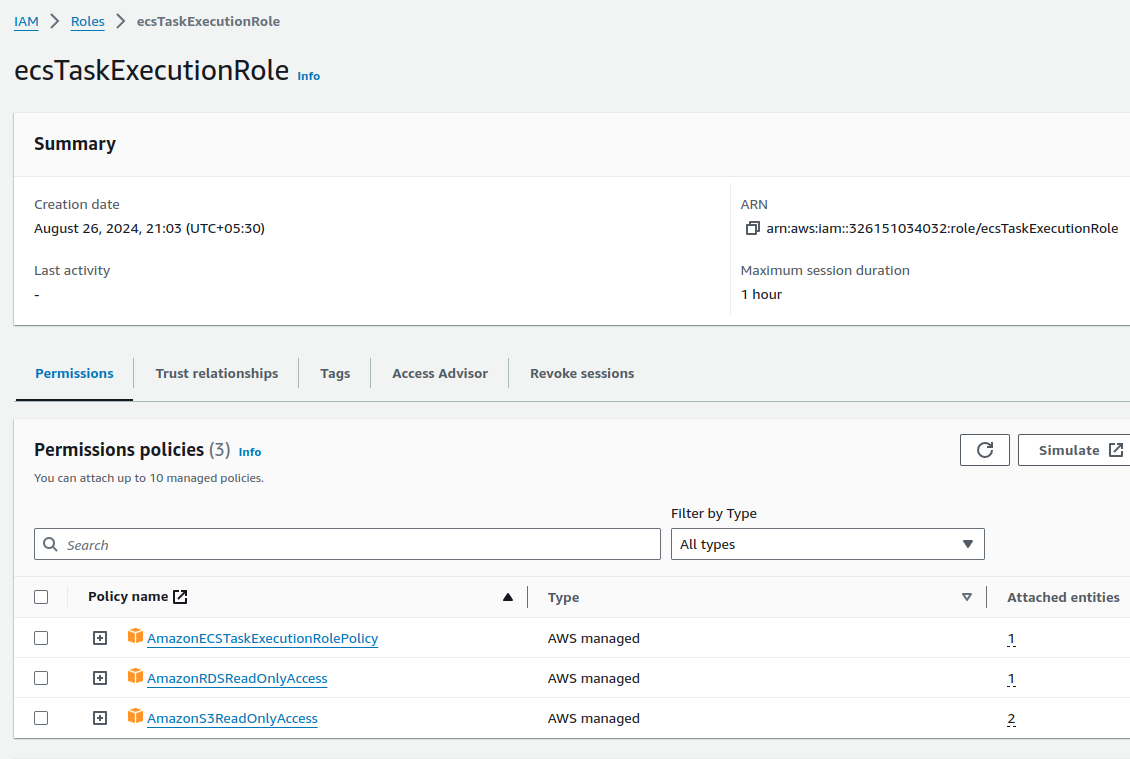 IAM > Roles > ecsTaskExecutionRole
ecsTaskExecutionRole Info
Summary
Creation date
August 26, 2024, 21:03 (UTC+05:30)
ARN
arn:aws:iam::326151034032:role/ecsTaskExecutionRole
Last activity
-
Maximum session duration
1 hour
Permissions Trust relationships Tags Access Advisor Revoke sessions
Permissions policies (3) Info
You can attach up to 10 managed policies.
Simulate
Filter by Type
Search
All types
Policy name Type Attached entities
AmazonECSTaskExecutionRolePolicy AWS managed 1
AmazonRDSReadOnlyAccess AWS managed 1
AmazonS3ReadOnlyAccess AWS managed 2